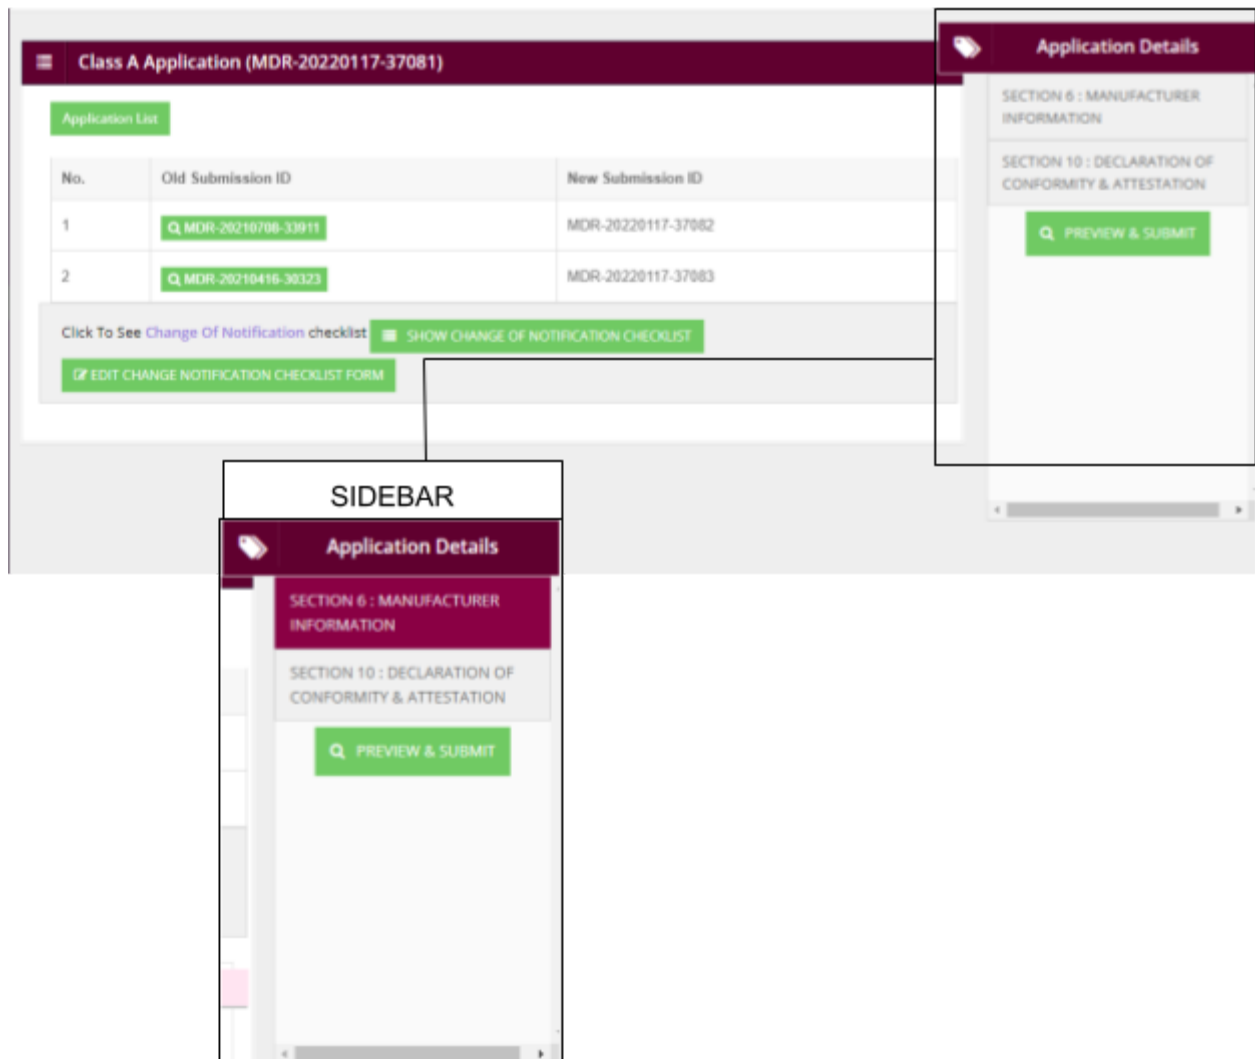 Class A Application (MDR-20220117-37081)
Application List
No. Old Submission ID New Submission ID
1 MDR-20210708-33911 MDR-20220117-37082
2 MDR-20210416-30323 MDR-20220117-37083
Click To See Change Of Notification checklist SHOW CHANGE OF NOTIFICATION CHECKLIST
EDIT CHANGE NOTIFICATION CHECKLIST FORM
Application Details
SECTION 6 : MANUFACTURER
INFORMATION
SECTION 10 : DECLARATION OF
CONFORMITY & ATTESTATION
PREVIEW & SUBMIT
SIDEBAR
Application Details
SECTION 6 : MANUFACTURER
INFORMATION
SECTION 10 : DECLARATION OF
CONFORMITY & ATTESTATION
PREVIEW & SUBMIT